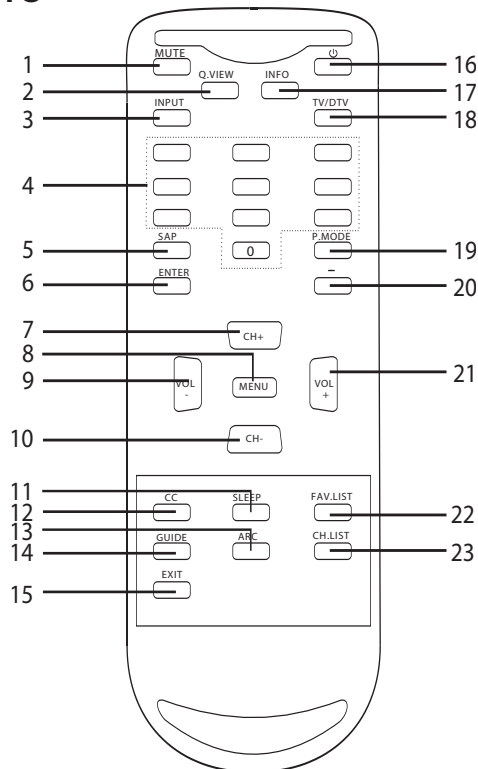 MUTE
1
16
Q.VIEW INFO
2
17
INPUT TV/DTV
3
18
4
SAP P.MODE
5
0
19
ENTER –
6
20
7
CH+
8
9
VOL
-
MENU
VOL
+
21
10
CH-
11
CC SLEEP FAV.LIST
12
22
13
GUIDE ARC CH.LIST
14
23
EXIT
15